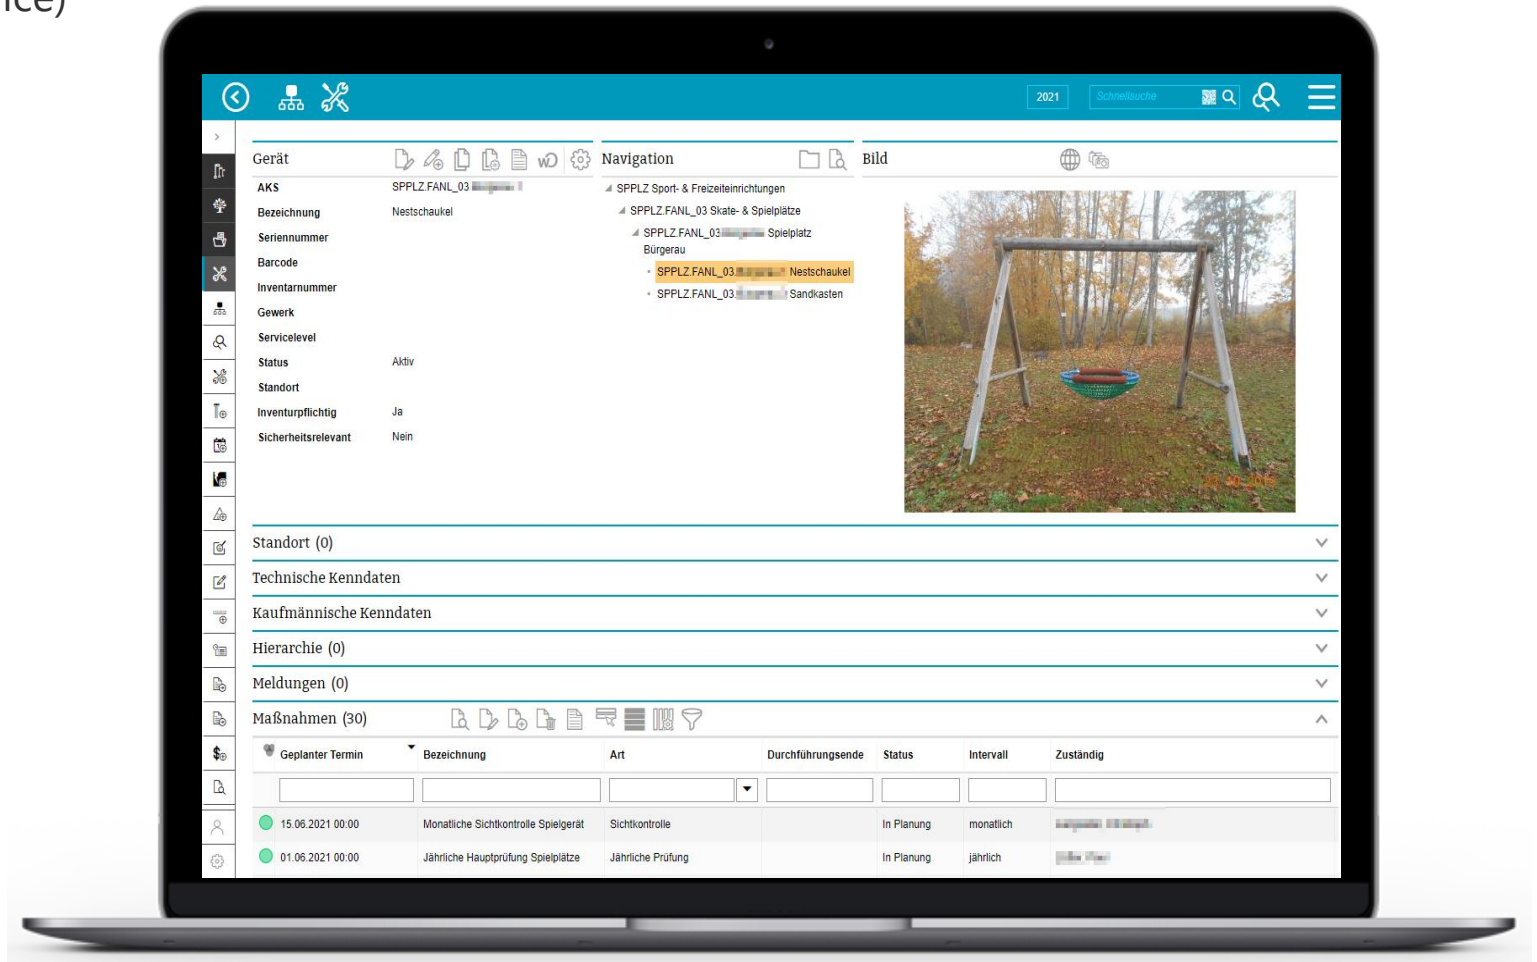 2021 Schnellsuche
Gerät
AKS SPPLZ.FANL_03
Bezeichnung Nestschaukel
Seriennummer
Barcode
Inventarnummer
Gewerk
Servicelevel
Status Aktiv
Standort
Inventurpflichtig Ja
Sicherheitsrelevant Nein
Navigation
SPPLZ Sport- & Freizeiteinrichtungen
SPPLZ.FANL_03 Skate- & Spielplätze
SPPLZ.FANL_03 Spielplatz
Bürgerau
SPPLZ.FANL_03. Nestschaukel
SPPLZ.FANL_03. Sandkasten
Bild
Standort (0)
Technische Kenndaten
Kaufmännische Kenndaten
Hierarchie (0)
Meldungen (0)
Maßnahmen (30)
Geplanter Termin Bezeichnung Art Durchführungsende Status Intervall Zuständig
15.06.2021 00:00 Monatliche Sichtkontrolle Spielgerät Sichtkontrolle In Planung monatlich
01.06.2021 00:00 Jährliche Hauptprüfung Spielplätze Jährliche Prüfung In Planung jährlich